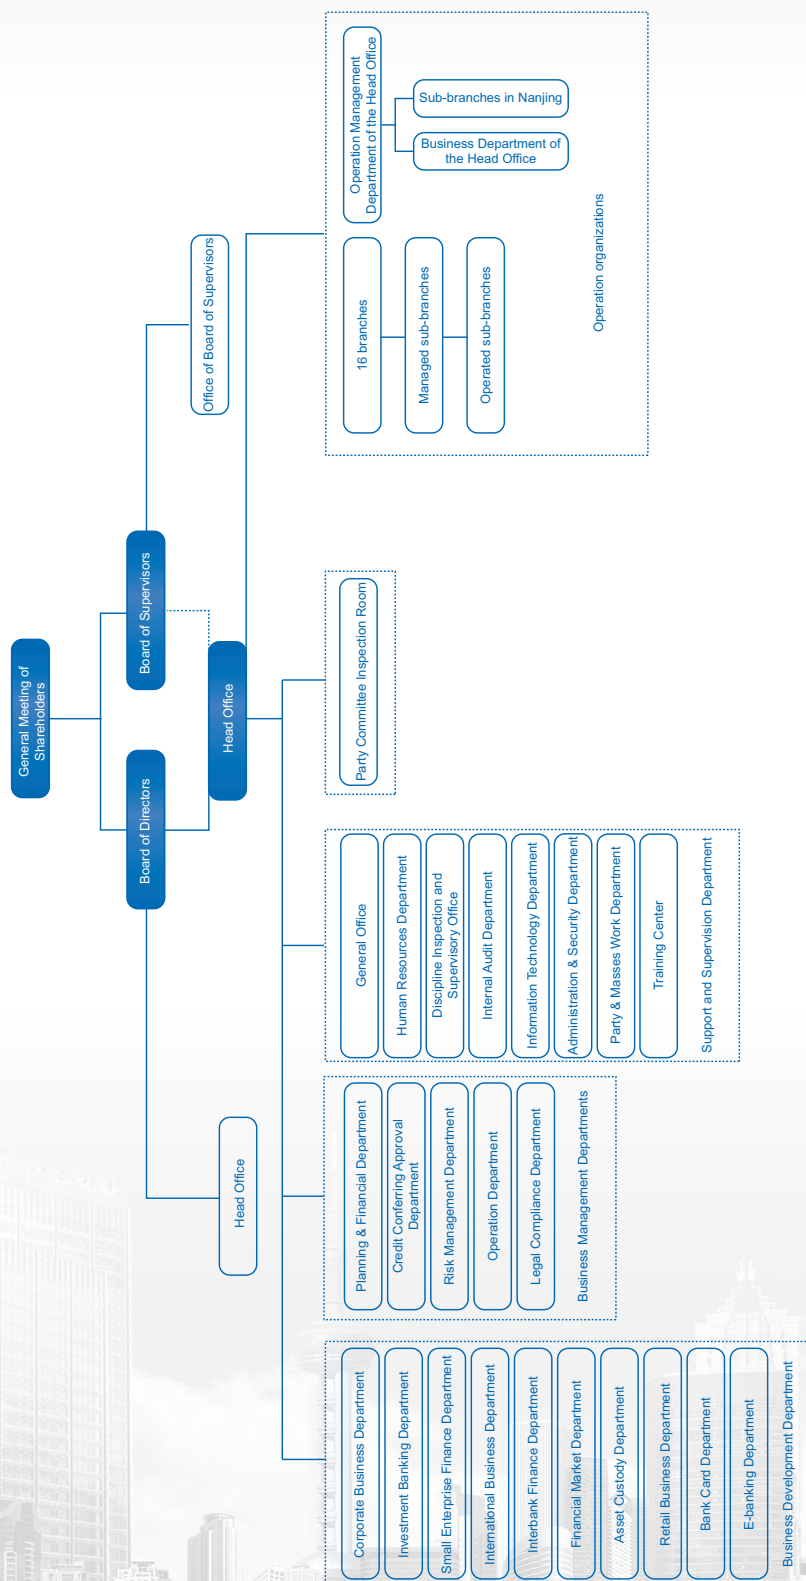 General Meeting of
Shareholders
Board of Directors
Board of Supervisors
Head Office
Office of Board of Supervisors
Head Office
Corporate Business Department
Investment Banking Department
Small Enterprise Finance Department
International Business Department
Interbank Finance Department
Financial Market Department
Asset Custody Department
Retail Business Department
Bank Card Department
E-banking Department
Business Development Department
Planning & Financial Department
Credit Conferring Approval
Department
Risk Management Department
Operation Department
Legal Compliance Department
Business Management Departments
General Office
Human Resources Department
Discipline Inspection and
Supervisory Office
Internal Audit Department
Information Technology Department
Administration & Security Department
Party & Masses Work Department
Training Center
Support and Supervision Department
Party Committee Inspection Room
16 branches
Managed sub-branches
Operated sub-branches
Operation Management
Department of the Head Office
Sub-branches in Nanjing
Business Department of
the Head Office
Operation organizations